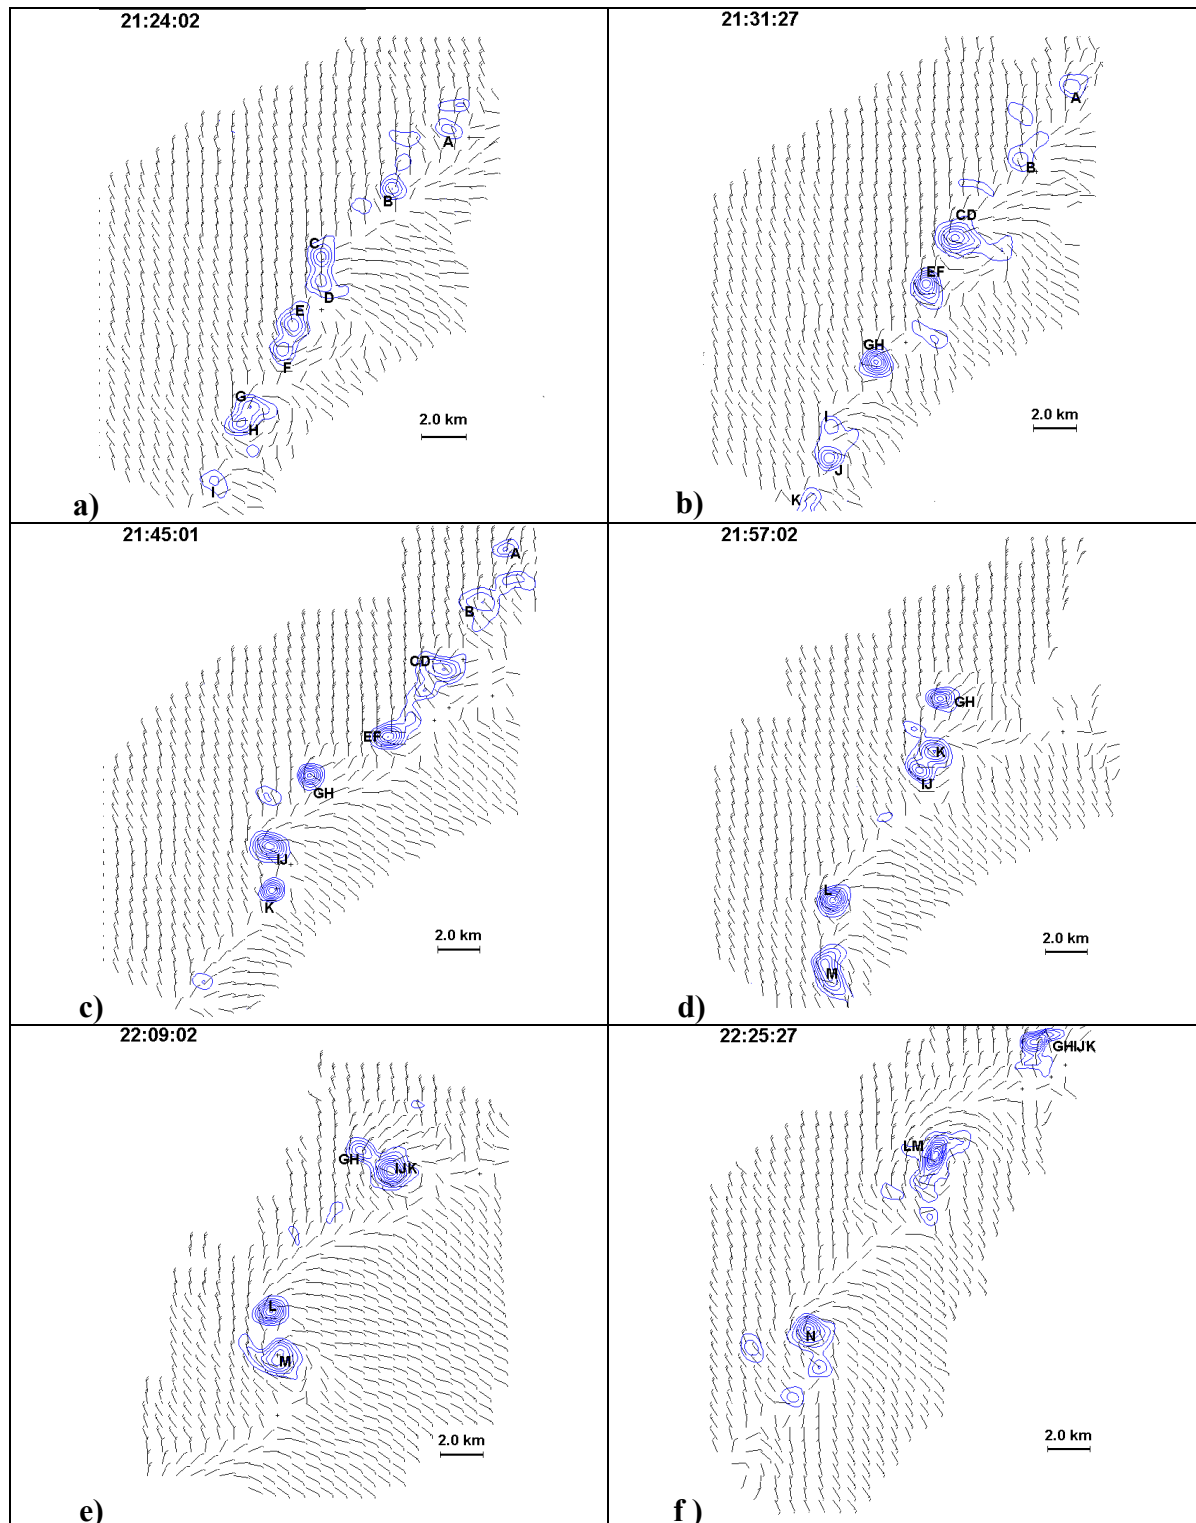 21:24:02
A
B
C
D
E
F
G
H
I
2.0 km
a)
21:31:27
A
B
CD
EF
GH
I
J
K
2.0 km
b)
21:45:01
A
B
CD
EF
GH
IJ
K
2.0 km
c)
21:57:02
GH
K
IJ
L
M
2.0 km
d)
22:09:02
GH
IJK
L
M
2.0 km
e)
22:25:27
GHIJK
LM
N
2.0 km
f )